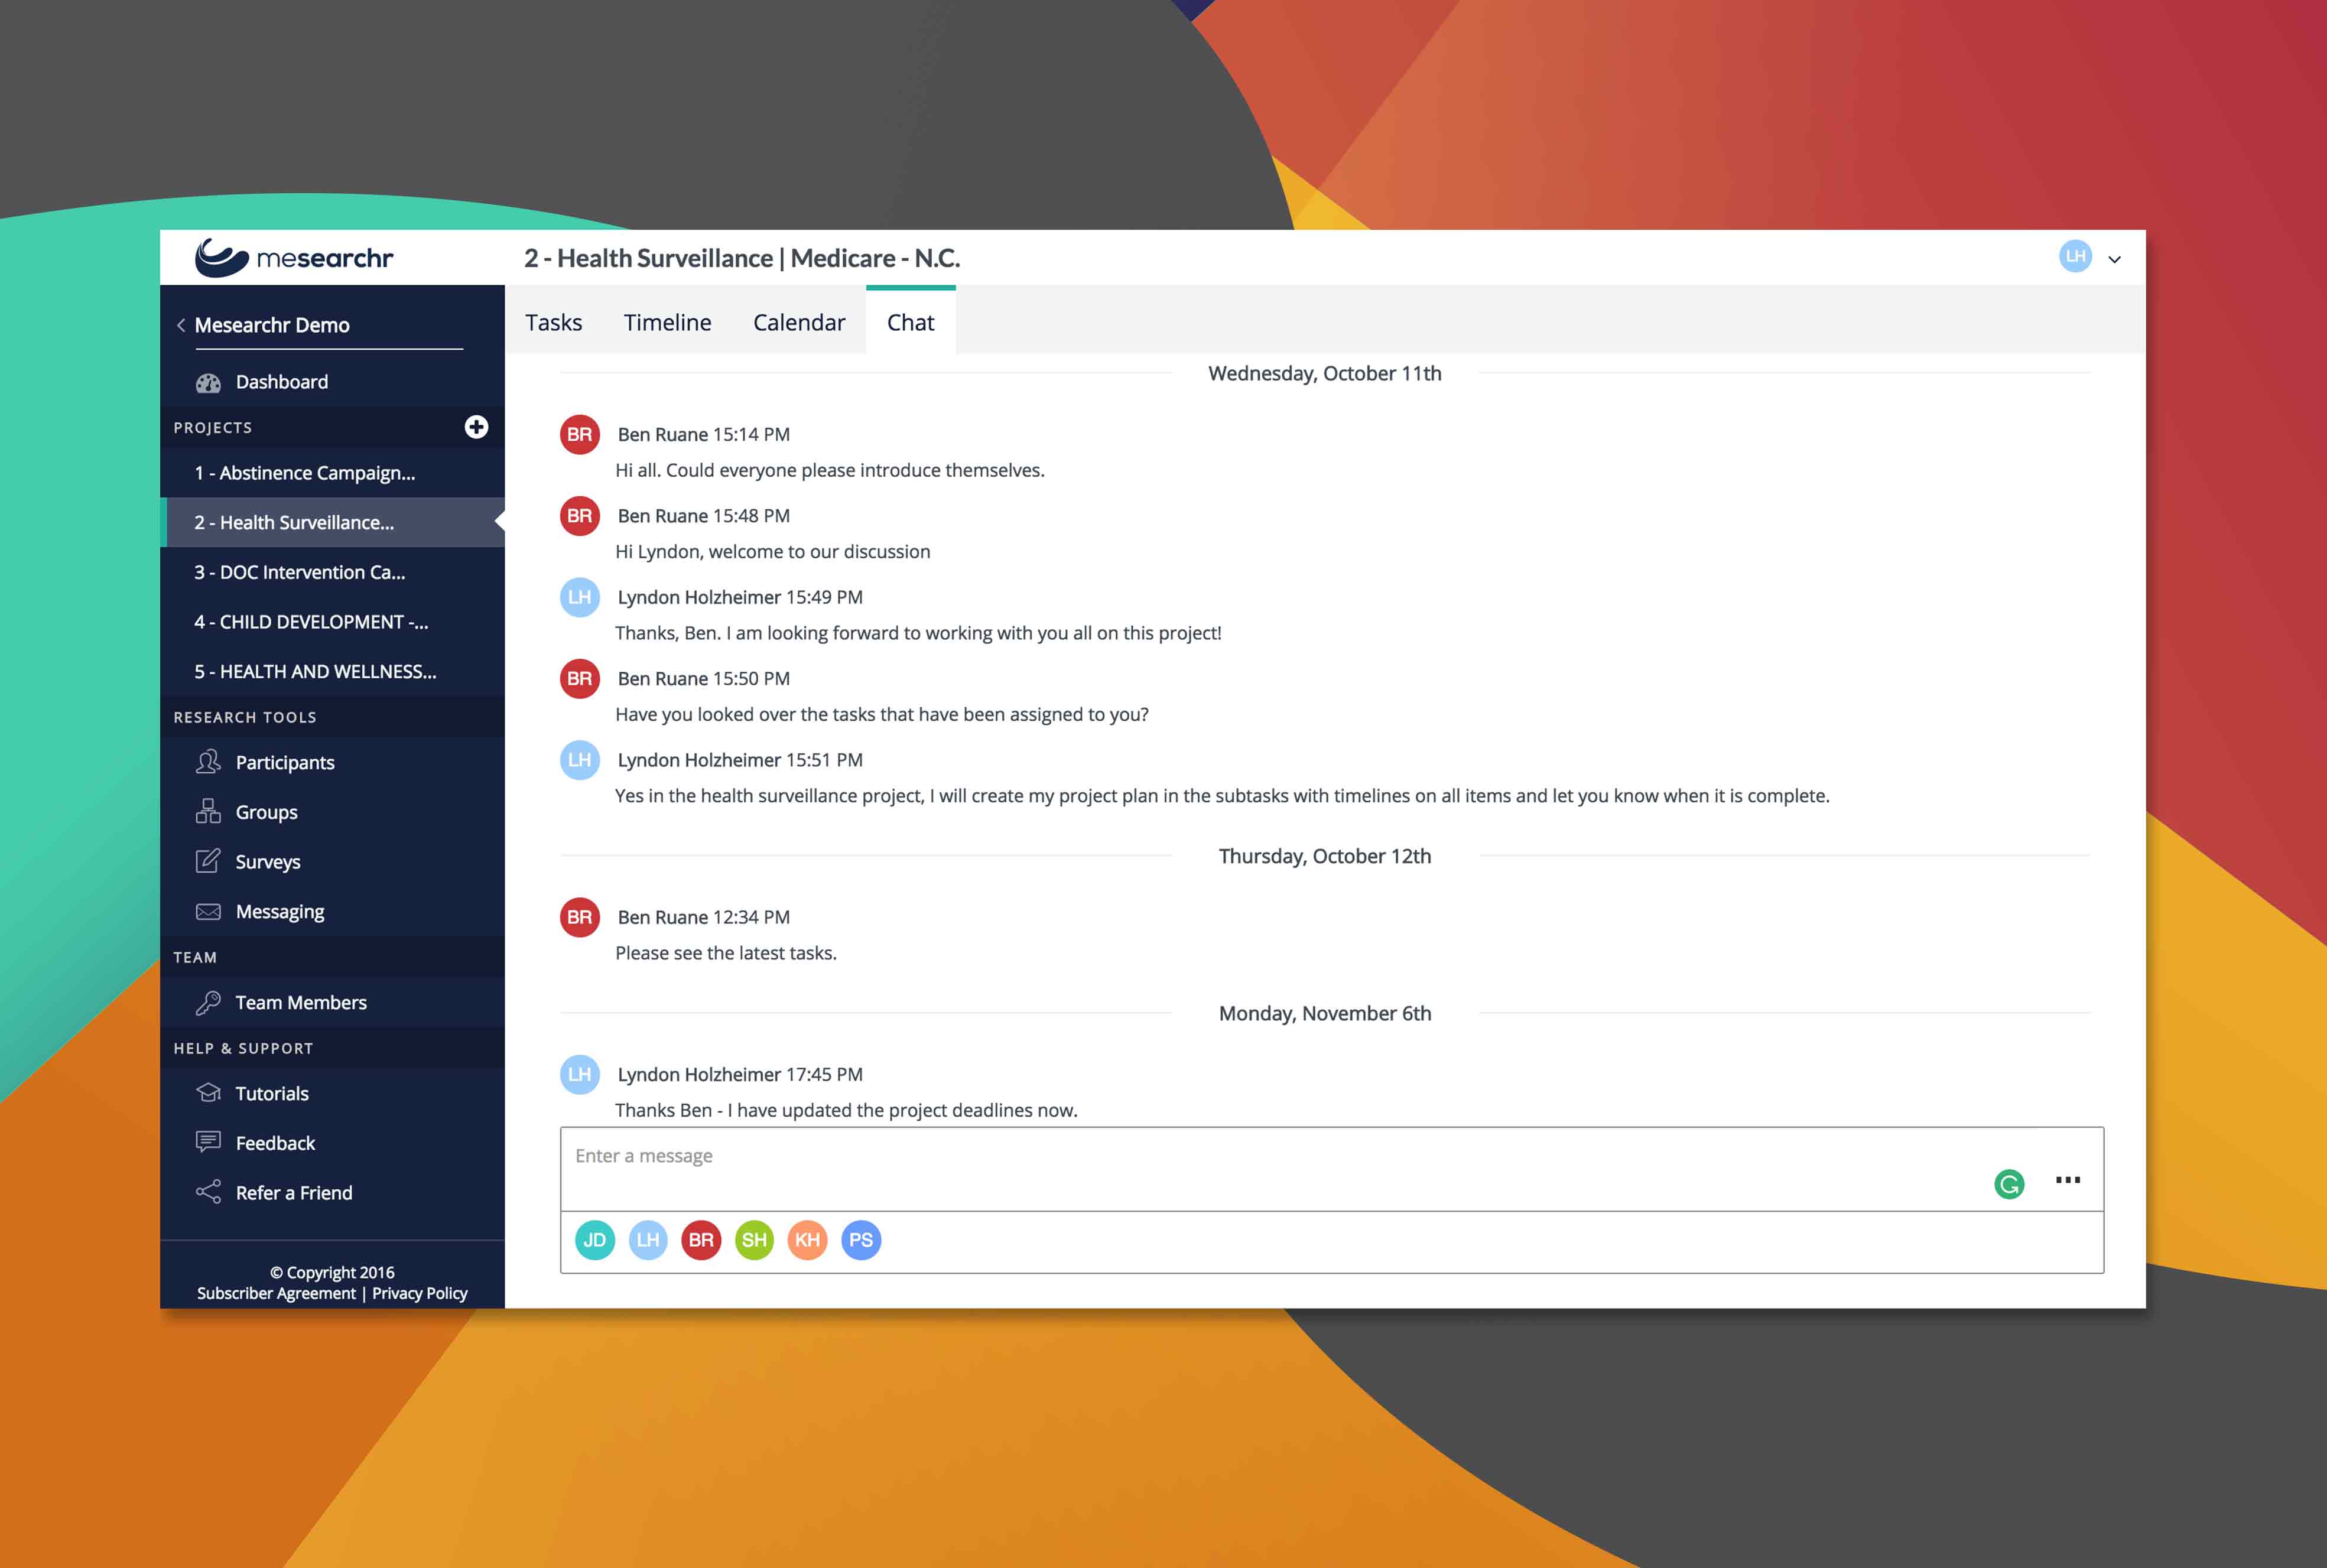 mesearchr
2 - Health Surveillance | Medicare - N.C.
LH
Mesearchr Demo
Dashboard
PROJECTS
1 - Abstinence Campaign...
2 - Health Surveillance...
3 - DOC Intervention Ca...
4 - CHILD DEVELOPMENT -...
5 - HEALTH AND WELLNESS...
RESEARCH TOOLS
Participants
Groups
Surveys
Messaging
TEAM
Team Members
HELP & SUPPORT
Tutorials
Feedback
Refer a Friend
© Copyright 2016
Subscriber Agreement | Privacy Policy
Tasks Timeline Calendar Chat
Wednesday, October 11th
BR Ben Ruane 15:14 PM
Hi all. Could everyone please introduce themselves.
BR Ben Ruane 15:48 PM
Hi Lyndon, welcome to our discussion
LH Lyndon Holzheimer 15:49 PM
Thanks, Ben. I am looking forward to working with you all on this project!
BR Ben Ruane 15:50 PM
Have you looked over the tasks that have been assigned to you?
LH Lyndon Holzheimer 15:51 PM
Yes in the health surveillance project, I will create my project plan in the subtasks with timelines on all items and let you know when it is complete.
Thursday, October 12th
BR Ben Ruane 12:34 PM
Please see the latest tasks.
Monday, November 6th
LH Lyndon Holzheimer 17:45 PM
Thanks Ben - I have updated the project deadlines now.
Enter a message
JD LH BR SH KH PS